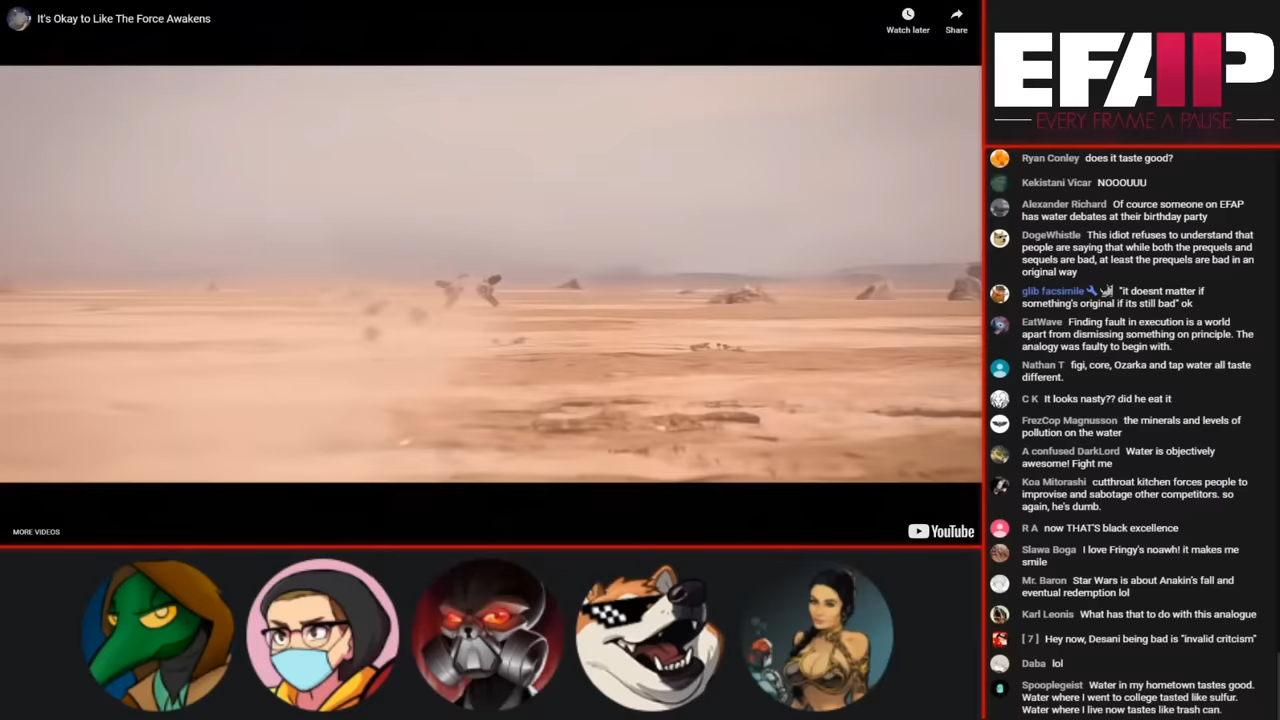 It's Okay to Like The Force Awakens
Watch later
Share
MORE VIDEOS
YouTube
EFAP
EVERY FRAME A PAUSE
Ryan Conley does it taste good?
Kekistani Vicar NOOOUUU
Alexander Richard Of cource someone on EFAP
has water debates at their birthday party
DogeWhistle This idiot refuses to understand that
people are saying that while both the prequels and
sequels are bad, at least the prequels are bad in an
original way
glib facsimile "it doesnt matter if
something's original if its still bad" ok
EatWave Finding fault in execution is a world
apart from dismissing something on principle. The
analogy was faulty to begin with.
Nathan T figi, core, Ozarka and tap water all taste
different.
C K It looks nasty?? did he eat it
FrezCop Magnusson the minerals and levels of
pollution on the water
A confused DarkLord Water is objectively
awesome! Fight me
Koa Mitorashi cutthroat kitchen forces people to
improvise and sabotage other competitors. so
again, he's dumb.
R A now THAT'S black excellence
Slawa Boga I love Fringy's noawh! it makes me
smile
Mr. Baron Star Wars is about Anakin's fall and
eventual redemption lol
Karl Leonis What has that to do with this analogue
[ 7 ] Hey now, Desani being bad is "invalid critcism"
Daba lol
Spooplegeist Water in my hometown tastes good.
Water where I went to college tasted like sulfur.
Water where I live now tastes like trash can.